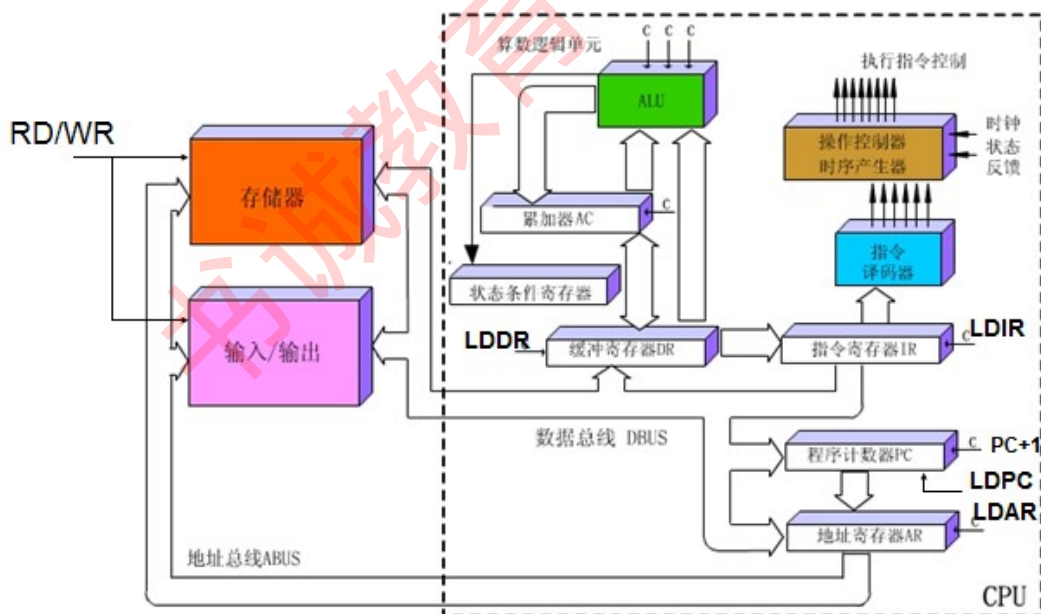 算数逻辑单元
C C C
执行指令控制
ALU
RD/WR
操作控制器
时序产生器
时钟
状态
反馈
存储器
累加器AC
C
指令
译码器
状态条件寄存器
输入/输出
LDDR
缓冲寄存器DR
指令寄存器IR
C
LDIR
数据总线 DBUS
程序计数器PC
C
PC+1
LDPC
LDAR
地址寄存器AR
C
地址总线ABUS
CPU
书诚教育